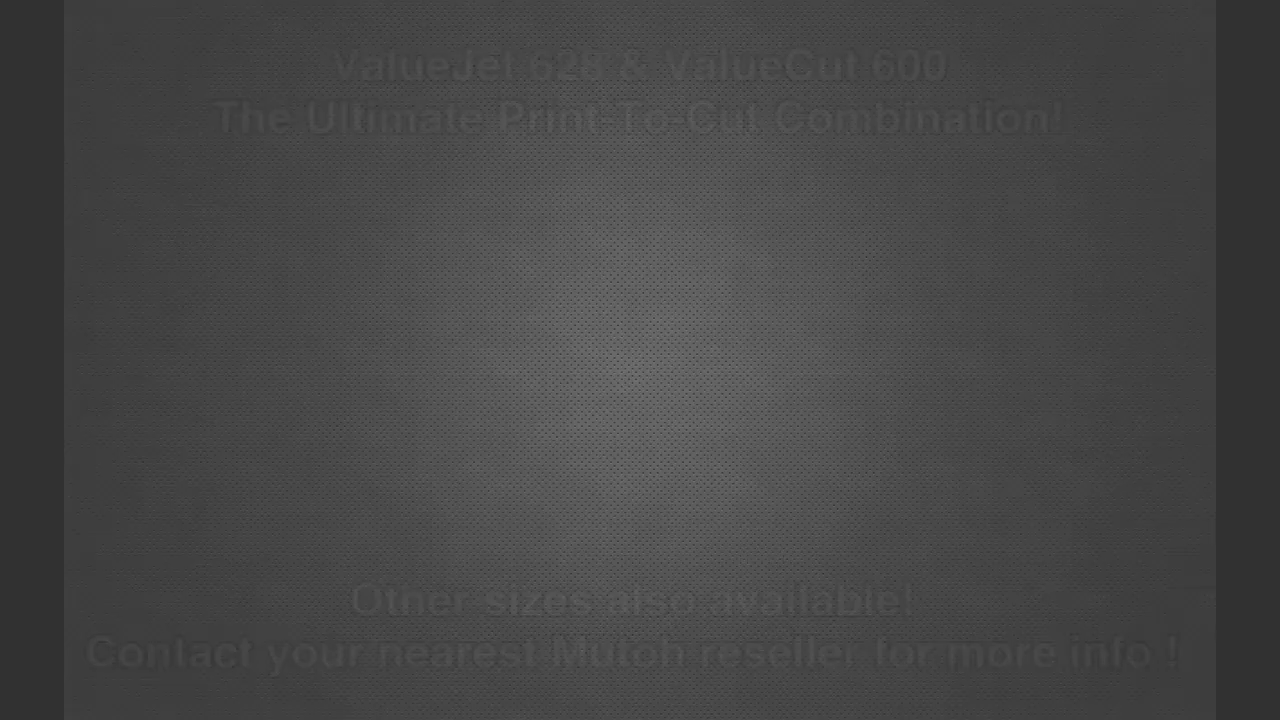 ValueJet 628 & ValueCut 600
The Ultimate Print-To-Cut Combination!
Other sizes also available!
Contact your nearest Mutoh reseller for more info !